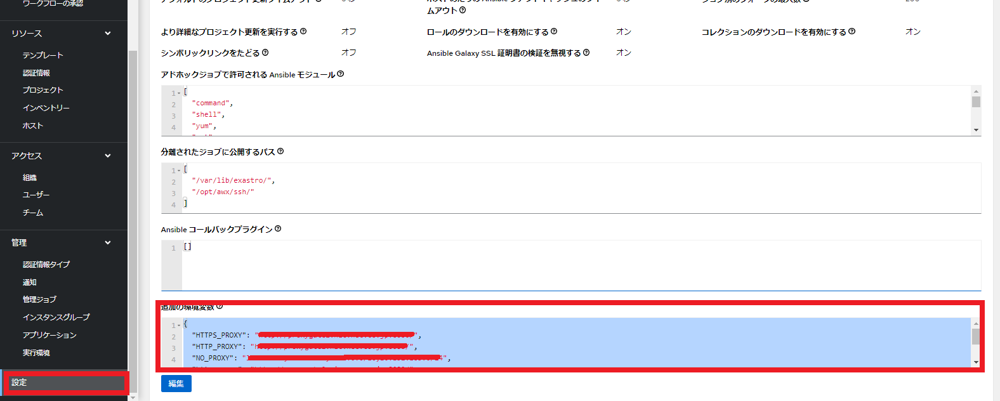 ワークフローの承認
リソース
テンプレート
認証情報
プロジェクト
インベントリー
ホスト
アクセス
組織
ユーザー
チーム
管理
認証情報タイプ
通知
管理ジョブ
インスタンスグループ
アプリケーション
実行環境
設定
ムアウト
より詳細なプロジェクト更新を実行する オフ ロールのダウンロードを有効にする オン コレクションのダウンロードを有効にする オン
シンボリックリンクをたどる オフ Ansible Galaxy SSL 証明書の検証を無視する オン
アドホックジョブで許可される Ansible モジュール
1 [
2 "command",
3 "shell",
4 "yum",
分離されたジョブに公開するパス
1 [
2 "/var/lib/exastro/",
3 "/opt/awx/ssh/"
4 ]
Ansible コールバックプラグイン
1 []
追加の環境変数
1 {
2 "HTTPS_PROXY": "
3 "HTTP_PROXY": "
4 "NO_PROXY": "
編集